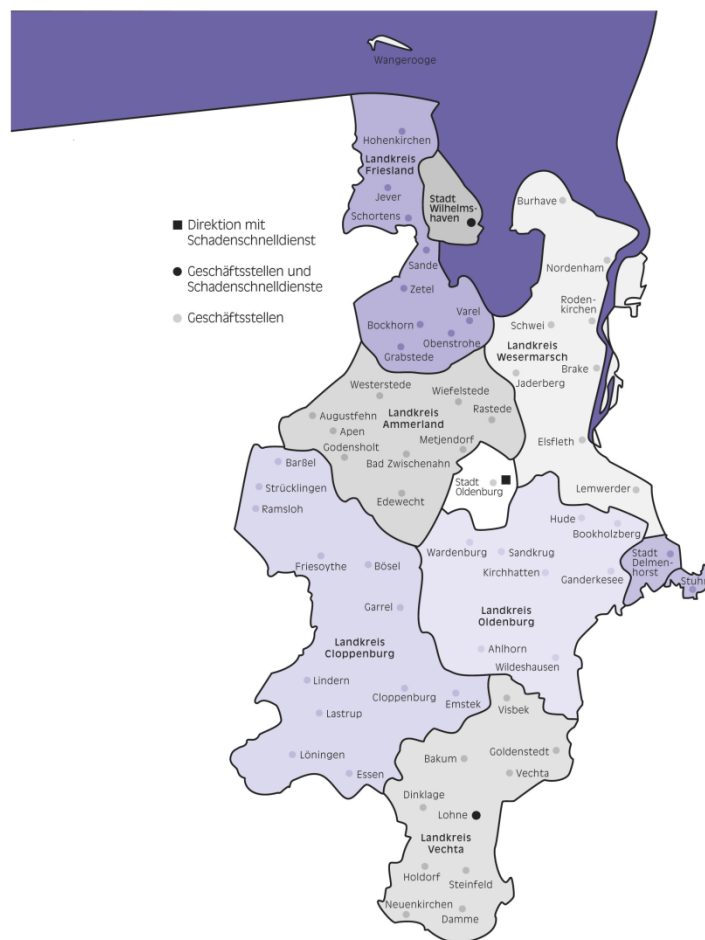 Wangerooge
Hohenkirchen
Landkreis
Friesland
Jever
Schortens
Stadt
Wilhelms-
haven
Burhave
Direktion mit
Schadenschnelldienst
Geschäftsstellen und
Schadenschnelldienste
Geschäftsstellen
Sande
Zetel
Nordenham
Bockhorn
Varel
Obenstrohe
Grabstede
Roden-
kirchen
Schwei
Landkreis
Wesermarsch
Jaderberg
Brake
Westerstede
Wiefelstede
Augustfehn
Landkreis
Ammerland
Rastede
Apen
Godensholt
Metjendorf
Bad Zwischenahn
Edewecht
Elsfleth
Lemwerder
Stadt
Oldenburg
Barßel
Strücklingen
Ramsloh
Friesoythe
Bösel
Garrel
Hude
Bookholzberg
Wardenburg
Sandkrug
Kirchhatten
Ganderkesee
Stadt
Delmen-
horst
Stuhr
Landkreis
Oldenburg
Ahlhorn
Wildeshausen
Landkreis
Cloppenburg
Lindern
Cloppenburg
Emstek
Lastrup
Löningen
Essen
Visbek
Goldenstedt
Bakum
Vechta
Dinklage
Lohne
Landkreis
Vechta
Holdorf
Steinfeld
Neuenkirchen
Damme